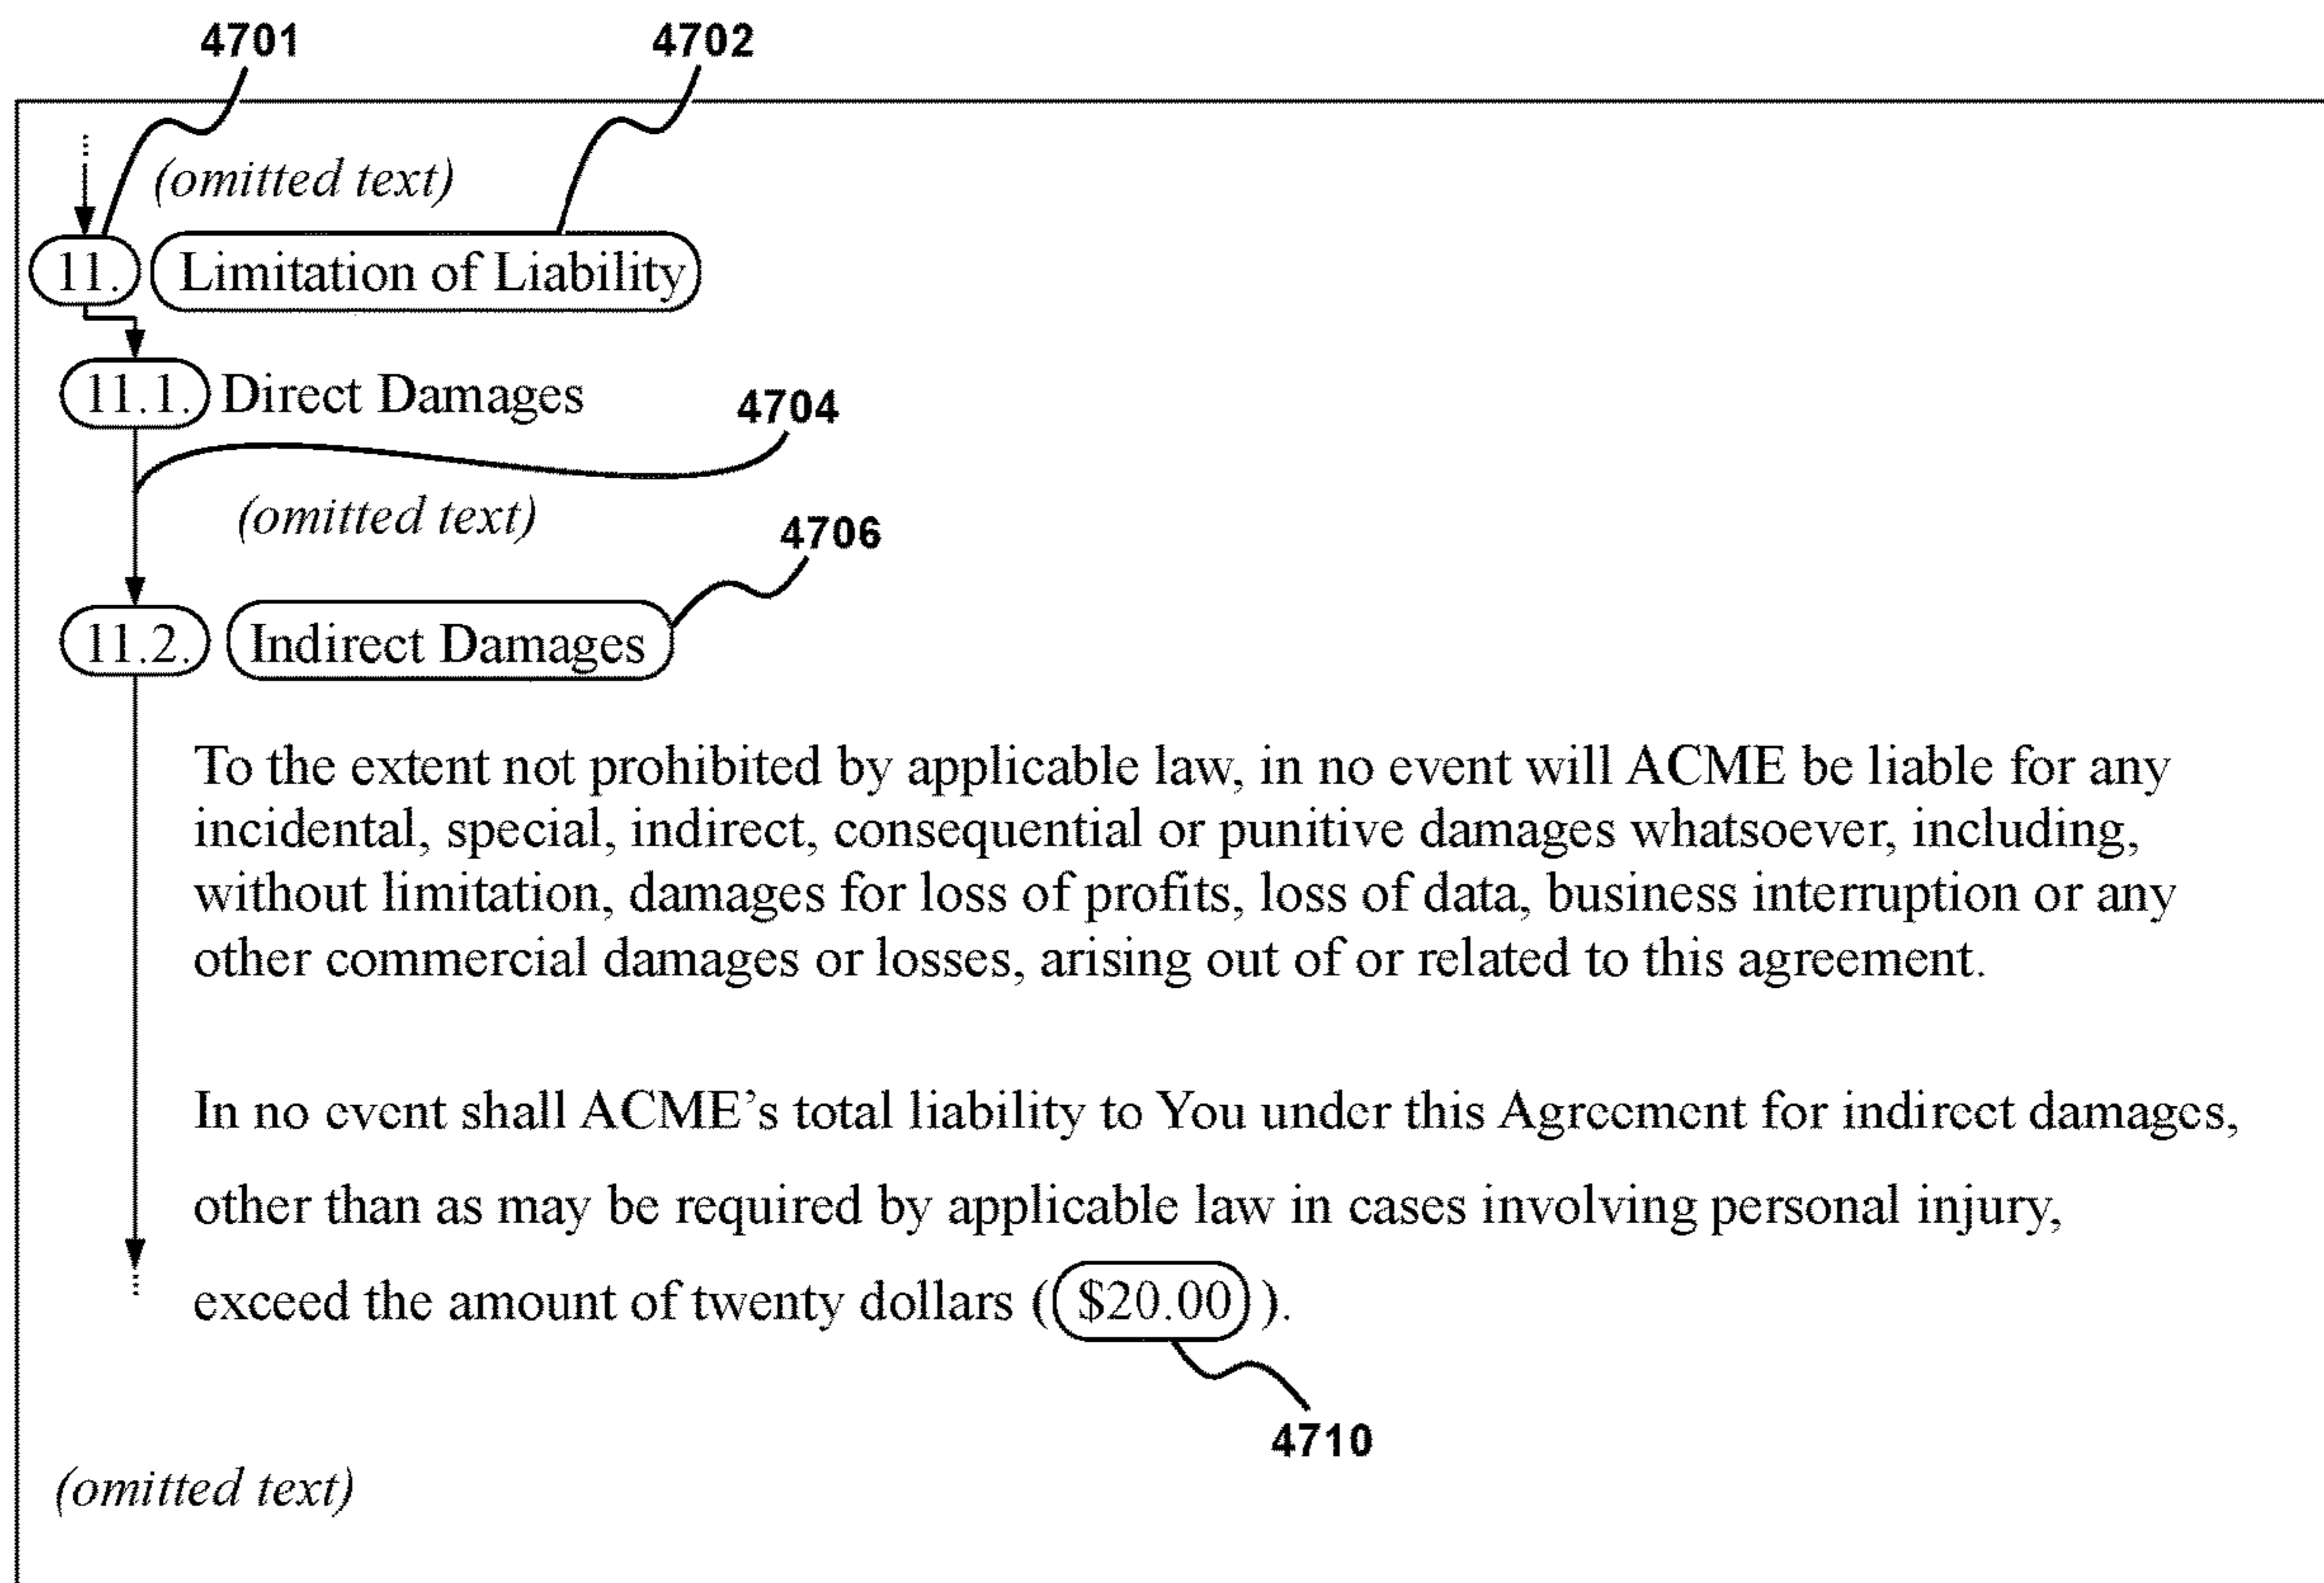 4701 4702
(omitted text)
11. Limitation of Liability
11.1. Direct Damages
4704
(omitted text)
4706
11.2. Indirect Damages
To the extent not prohibited by applicable law, in no event will ACME be liable for any
incidental, special, indirect, consequential or punitive damages whatsoever, including,
without limitation, damages for loss of profits, loss of data, business interruption or any
other commercial damages or losses, arising out of or related to this agreement.
In no event shall ACME’s total liability to You under this Agreement for indirect damages,
other than as may be required by applicable law in cases involving personal injury,
exceed the amount of twenty dollars ($20.00).
4710
(omitted text)